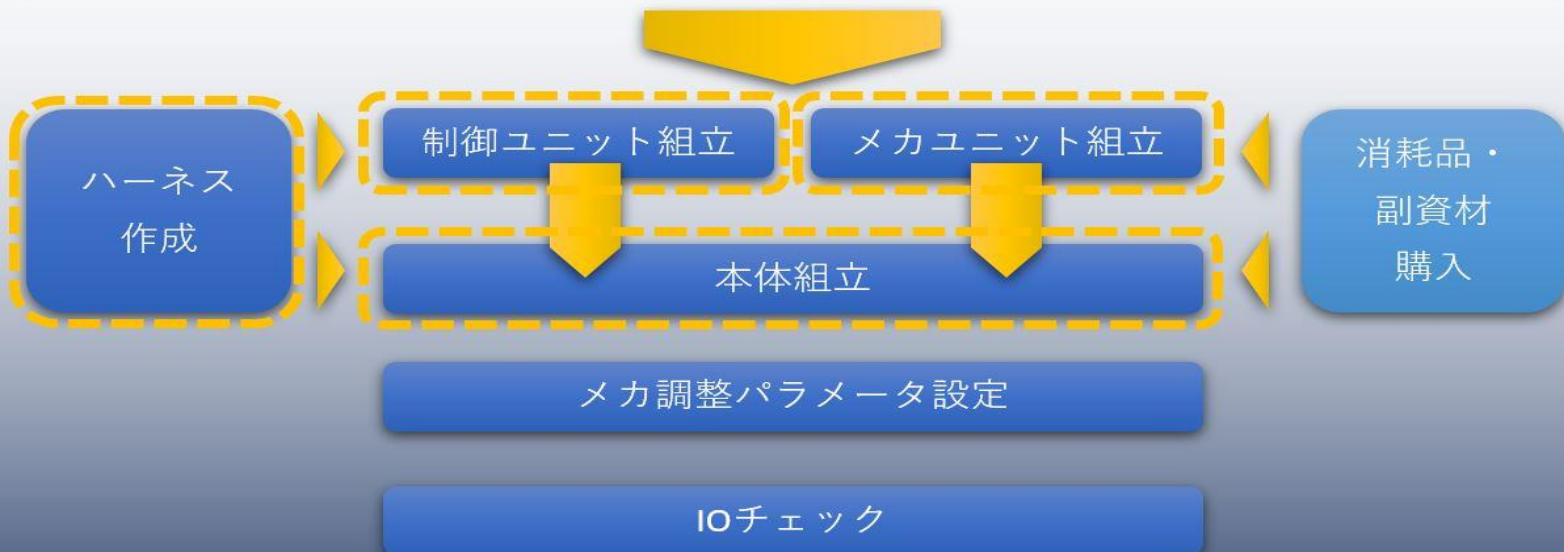 ハーネス
作成
制御ユニット組立
メカユニット組立
消耗品・
副資材
購入
本体組立
メカ調整パラメータ設定
IOチェック